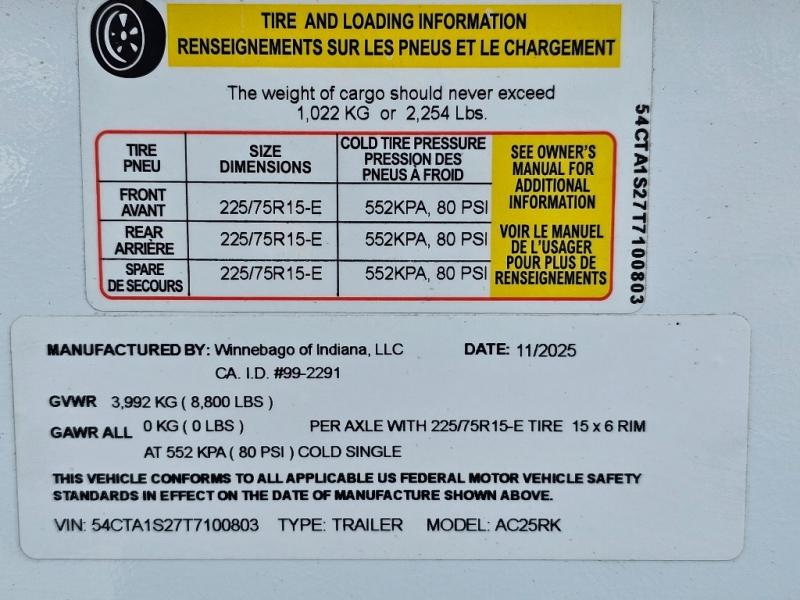 TIRE AND LOADING INFORMATION
RENSEIGNEMENTS SUR LES PNEUS ET LE CHARGEMENT
The weight of cargo should never exceed
1,022 KG or 2,254 Lbs.
TIRE
PNEU
SIZE
DIMENSIONS
COLD TIRE PRESSURE
PRESSION DES
PNEUS À FROID
FRONT
AVANT
225/75R15-E
552KPA, 80 PSI
REAR
ARRIÈRE
225/75R15-E
552KPA, 80 PSI
SPARE
DE SECOURS
225/75R15-E
552KPA, 80 PSI
SEE OWNER'S
MANUAL FOR
ADDITIONAL
INFORMATION
VOIR LE MANUEL
DE L'USAGER
POUR PLUS DE
RENSEIGNEMENTS
54CTA1S27T7100803
MANUFACTURED BY: Winnebago of Indiana, LLC DATE: 11/2025
CA. I.D. #99-2291
GVWR 3,992 KG ( 8,800 LBS )
GAWR ALL 0 KG ( 0 LBS ) PER AXLE WITH 225/75R15-E TIRE 15 x 6 RIM
AT 552 KPA ( 80 PSI ) COLD SINGLE
THIS VEHICLE CONFORMS TO ALL APPLICABLE US FEDERAL MOTOR VEHICLE SAFETY
STANDARDS IN EFFECT ON THE DATE OF MANUFACTURE SHOWN ABOVE.
VIN: 54CTA1S27T7100803 TYPE: TRAILER MODEL: AC25RK